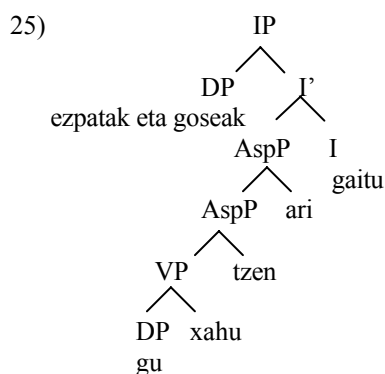 25) IP
DP I’
ezpatak eta goseak
AspP I
gaitu
AspP ari
VP tzen
DP xahu
gu